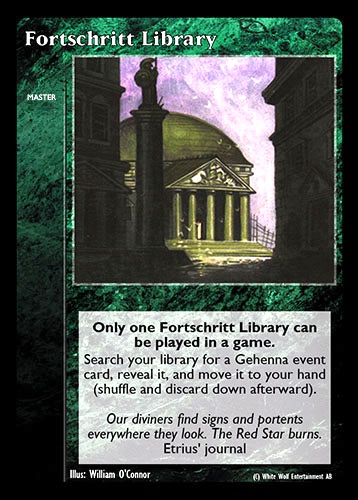 Fortschritt Library
MASTER
Only one Fortschritt Library can
be played in a game.
Search your library for a Gehenna event
card, reveal it, and move it to your hand
(shuffle and discard down afterward).
Our diviners find signs and portents
everywhere they look. The Red Star burns.
Etrius' journal
Illus: William O'Connor
(C) White Wolf Entertainment AB